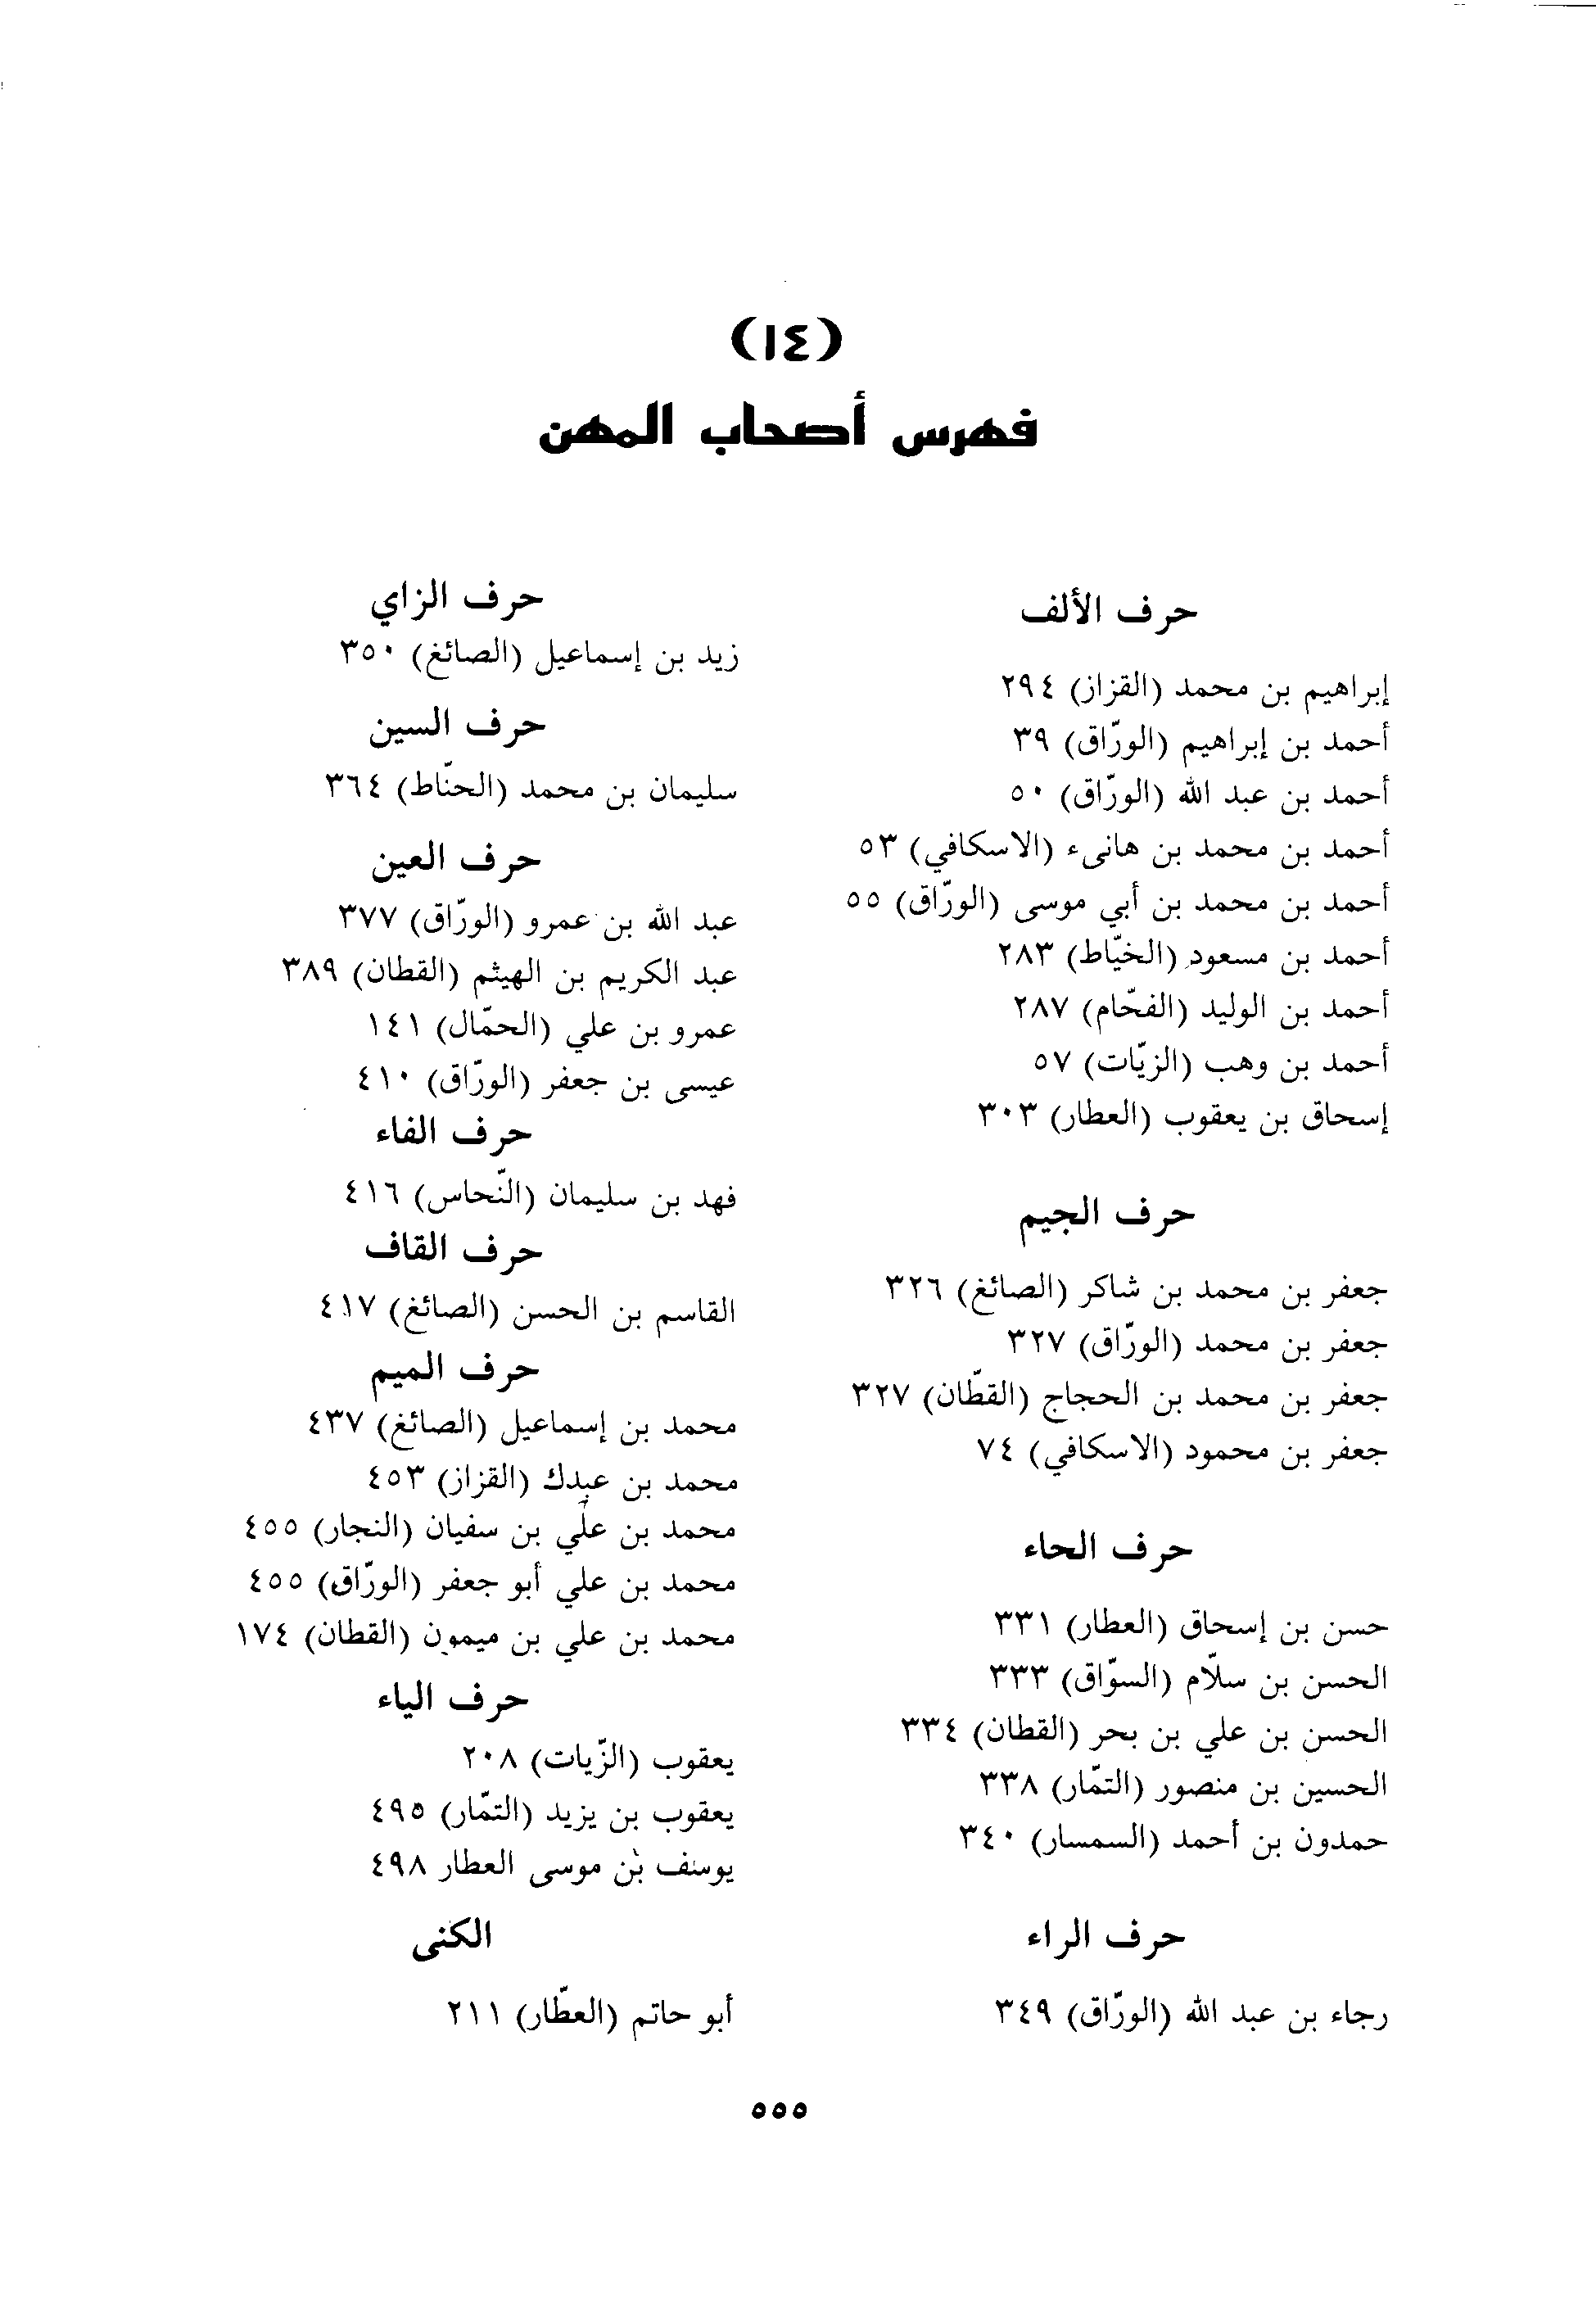 (١٤)
فهرس أصحاب المهن
حرف الألف
إبراهيم بن محمد (القزاز) ٢٩٤
أحمد بن إبراهيم (الورّاق) ٣٩
أحمد بن عبد الله (الورّاق) ٥٠
أحمد بن محمد بن هانىء (الاسكافي) ٥٣
أحمد بن محمد بن أبي موسى (الورّاق) ٥٥
أحمد بن مسعود (الخيّاط) ٢٨٣
أحمد بن الوليد (الفحّام) ٢٨٧
أحمد بن وهب (الزيّات) ٥٧
إسحاق بن يعقوب (العطار) ٣٠٣
حرف الجيم
جعفر بن محمد بن شاكر (الصائغ) ٣٢٦
جعفر بن محمد (الورّاق) ٣٢٧
جعفر بن محمد بن الحجاج (القطّان) ٣٢٧
جعفر بن محمود (الاسكافي) ٧٤
حرف الحاء
حسن بن إسحاق (العطار) ٣٣١
الحسن بن سلّام (السوّاق) ٣٣٣
الحسن بن علي بن بحر (القطان) ٣٣٤
الحسين بن منصور (التمّار) ٣٣٨
حمدون بن أحمد (السمسار) ٣٤٠
حرف الراء
رجاء بن عبد الله (الورّاق) ٣٤٩
حرف الزاي
زيد بن إسماعيل (الصائغ) ٣٥٠
حرف السين
سليمان بن محمد (الحنّاط) ٣٦٤
حرف العين
عبد الله بن عمرو (الورّاق) ٣٧٧
عبد الكريم بن الهيثم (القطان) ٣٨٩
عمرو بن علي (الحمّال) ١٤١
عيسى بن جعفر (الورّاق) ٤١٠
حرف الفاء
فهد بن سليمان (النّحاس) ٤١٦
حرف القاف
القاسم بن الحسن (الصائغ) ٤١٧
حرف الميم
محمد بن إسماعيل (الصائغ) ٤٣٧
محمد بن عبدك (القزاز) ٤٥٣
محمد بن علي بن سفيان (النجار) ٤٥٥
محمد بن علي أبو جعفر (الورّاق) ٤٥٥
محمد بن علي بن ميمون (القطان) ١٧٤
حرف الياء
يعقوب (الزّيات) ٢٠٨
يعقوب بن يزيد (التمّار) ٤٩٥
يوسف بن موسى العطار ٤٩٨
الكنى
أبو حاتم (العطّار) ٢١١
٥٥٥